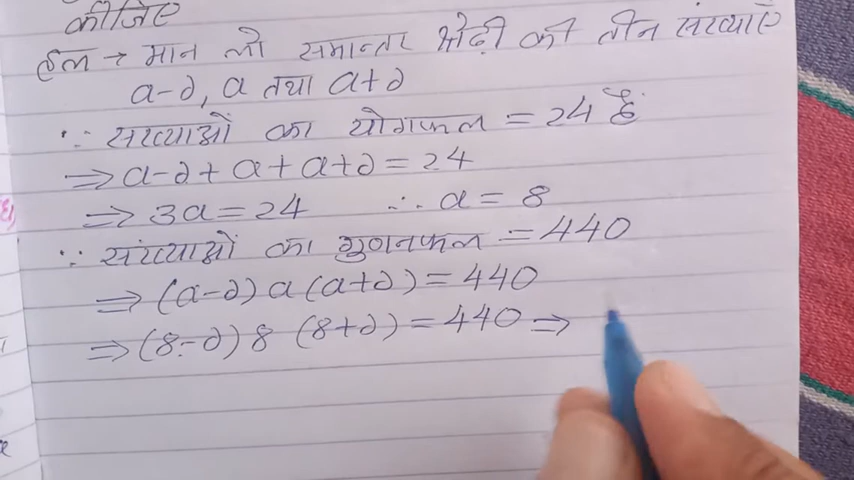 कीजिए
हल → मान लो समान्तर श्रेढ़ी की तीन संख्याएँ
a-d, a तथा a+d
∵ संख्याओं का योगफल = 24 है
⇒ a-d + a + a+d = 24
⇒ 3a = 24 ∴ a = 8
∵ संख्याओं का गुणनफल = 440
⇒ (a-d) a (a+d) = 440
⇒ (8-d) 8 (8+d) = 440 ⇒